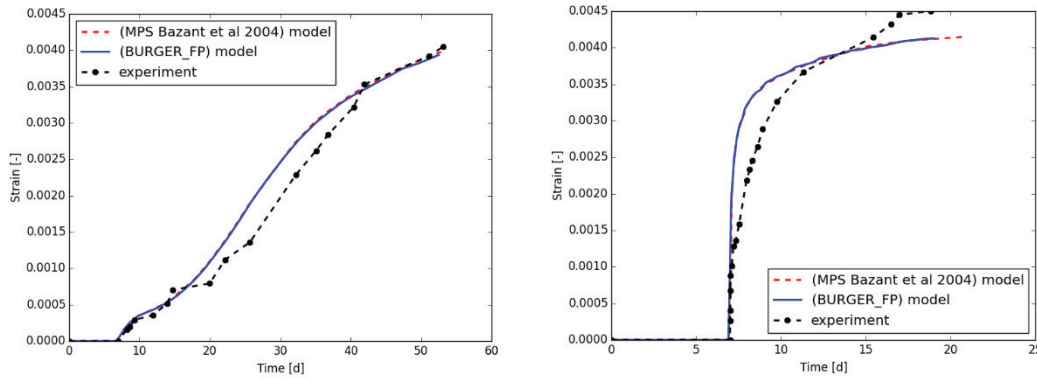 0.0045
0.0040
0.0035
0.0030
0.0025
0.0020
0.0015
0.0010
0.0005
0.0000
Strain [-]
(MPS Bazant et al 2004) model
(BURGER_FP) model
experiment
0 10 20 30 40 50 60
Time [d]
0.0045
0.0040
0.0035
0.0030
0.0025
0.0020
0.0015
0.0010
0.0005
0.0000
Strain [-]
(MPS Bazant et al 2004) model
(BURGER_FP) model
experiment
0 5 10 15 20 25
Time [d]